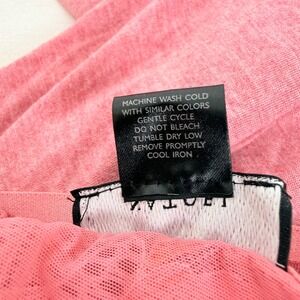 MACHINE WASH COLD
WITH SIMILAR COLORS
GENTLE CYCLE
DO NOT BLEACH
TUMBLE DRY LOW
REMOVE PROMPTLY
COOL IRON